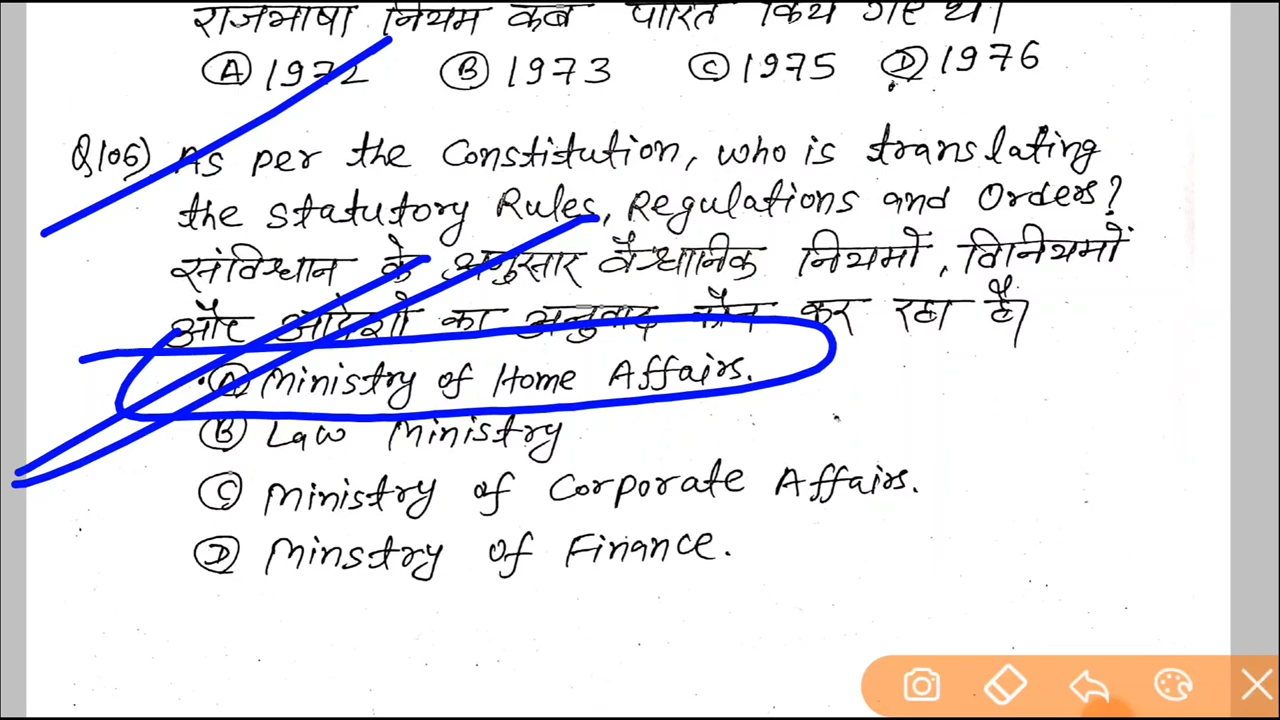 राजभाषा नियम कब पारित किये गए थे।
(A) 1972 (B) 1973 (C) 1975 (D) 1976
Q106) As per the Constitution, who is translating
the statutory Rules, Regulations and Orders?
संविधान के अनुसार वैधानिक नियमों, विनियमों
और आदेशों का अनुवाद कौन कर रहा है।
(A) Ministry of Home Affairs.
(B) Law Ministry
(C) Ministry of Corporate Affairs.
(D) Minstry of Finance.